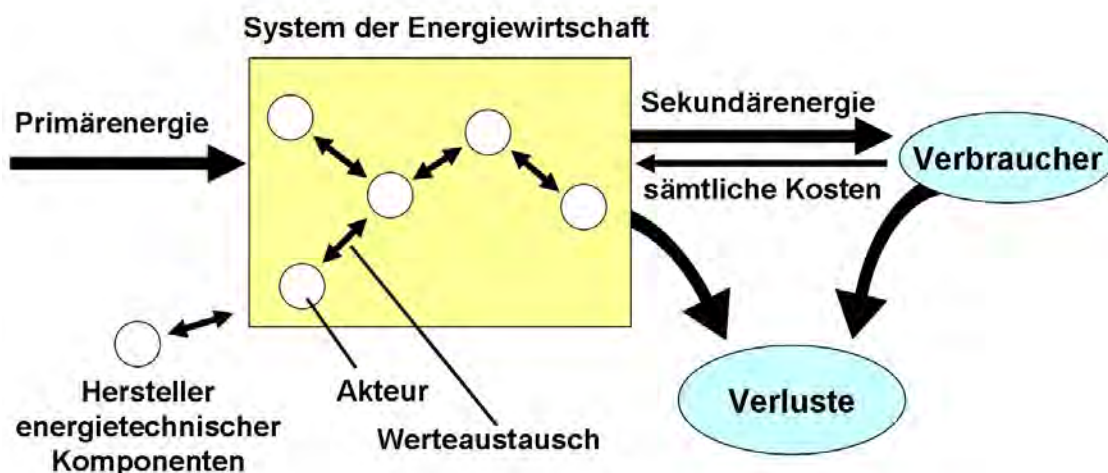 System der Energiewirtschaft
Primärenergie
Sekundärenergie
Verbraucher
sämtliche Kosten
Hersteller
energietechnischer
Komponenten
Akteur
Werteaustausch
Verluste